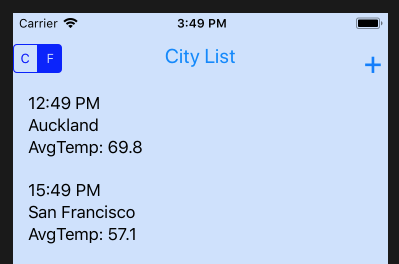 Carrier 3:49 PM
C F City List +
12:49 PM
Auckland
AvgTemp: 69.8
15:49 PM
San Francisco
AvgTemp: 57.1